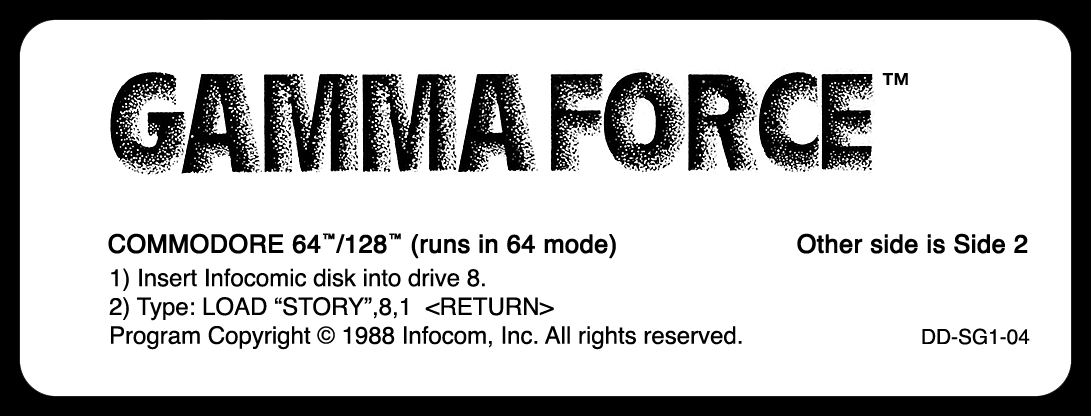 GAMMA FORCE™
COMMODORE 64™/128™ (runs in 64 mode) Other side is Side 2
1) Insert Infocomic disk into drive 8.
2) Type: LOAD “STORY”,8,1 <RETURN>
Program Copyright © 1988 Infocom, Inc. All rights reserved. DD-SG1-04